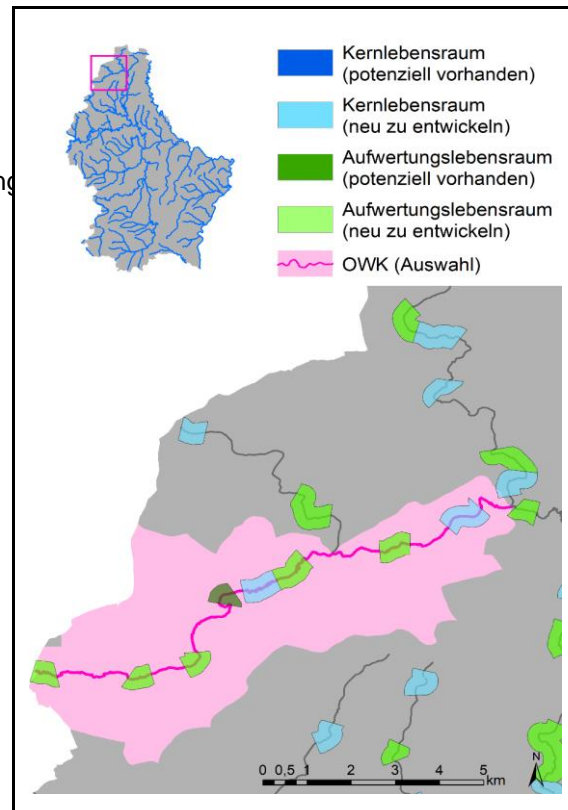 Kernlebensraum
(potenziell vorhanden)
Kernlebensraum
(neu zu entwickeln)
Aufwertungslebensraum
(potenziell vorhanden)
Aufwertungslebensraum
(neu zu entwickeln)
OWK (Auswahl)
0 0,5 1 2 3 4 5
km
N